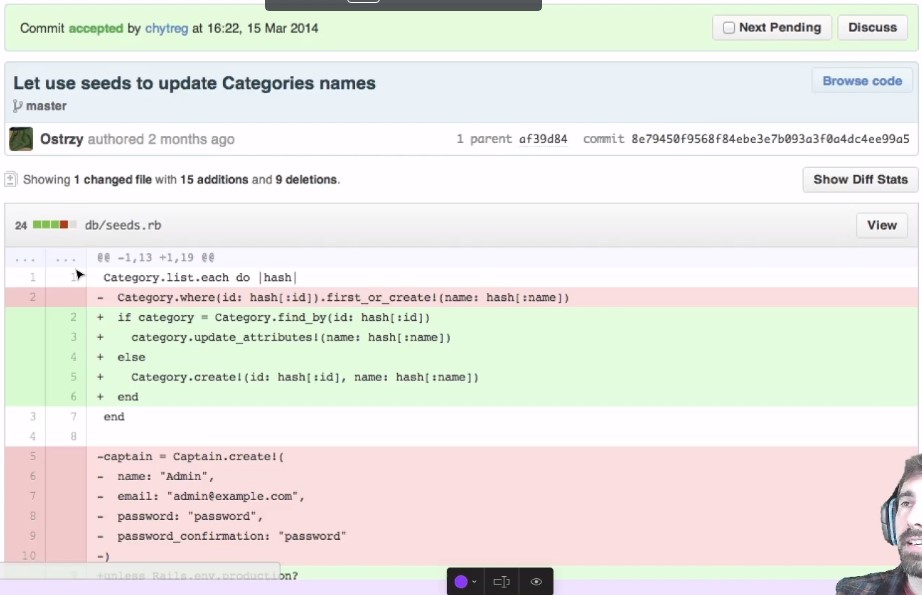 Commit accepted by chytreg at 16:22, 15 Mar 2014
Next Pending
Discuss
Let use seeds to update Categories names
Browse code
master
Ostrzy authored 2 months ago
1 parent af39d84 commit 8e79450f9568f84ebe3e7b093a3f0a4dc4ee99a5
Showing 1 changed file with 15 additions and 9 deletions.
Show Diff Stats
24 db/seeds.rb
View
... ... @@ -1,13 +1,19 @@
1 1 Category.list.each do |hash|
2 - Category.where(id: hash[:id]).first_or_create!(name: hash[:name])
2 + if category = Category.find_by(id: hash[:id])
3 + category.update_attributes!(name: hash[:name])
4 + else
5 + Category.create!(id: hash[:id], name: hash[:name])
6 + end
3 7 end
4 8
5 -captain = Captain.create!(
6 - name: "Admin",
7 - email: "admin@example.com",
8 - password: "password",
9 - password_confirmation: "password"
10 -)
+unless Rails.env.production?